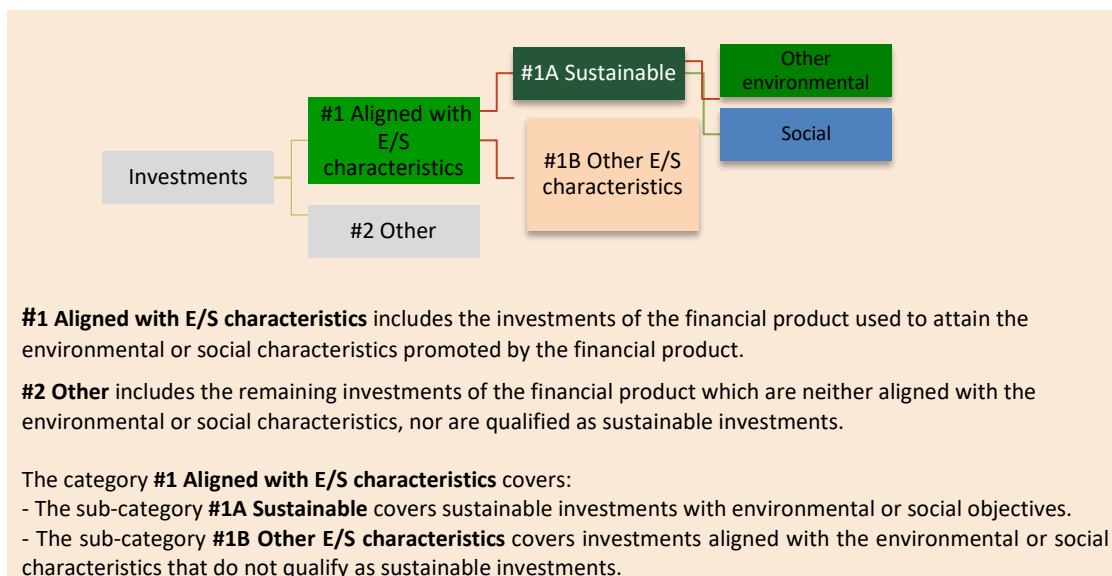 #1A Sustainable
Other
environmental
#1 Aligned with
E/S
characteristics
Social
#1B Other E/S
characteristics
Investments
#2 Other
#1 Aligned with E/S characteristics includes the investments of the financial product used to attain the
environmental or social characteristics promoted by the financial product.
#2 Other includes the remaining investments of the financial product which are neither aligned with the
environmental or social characteristics, nor are qualified as sustainable investments.
The category #1 Aligned with E/S characteristics covers:
- The sub-category #1A Sustainable covers sustainable investments with environmental or social objectives.
- The sub-category #1B Other E/S characteristics covers investments aligned with the environmental or social
characteristics that do not qualify as sustainable investments.